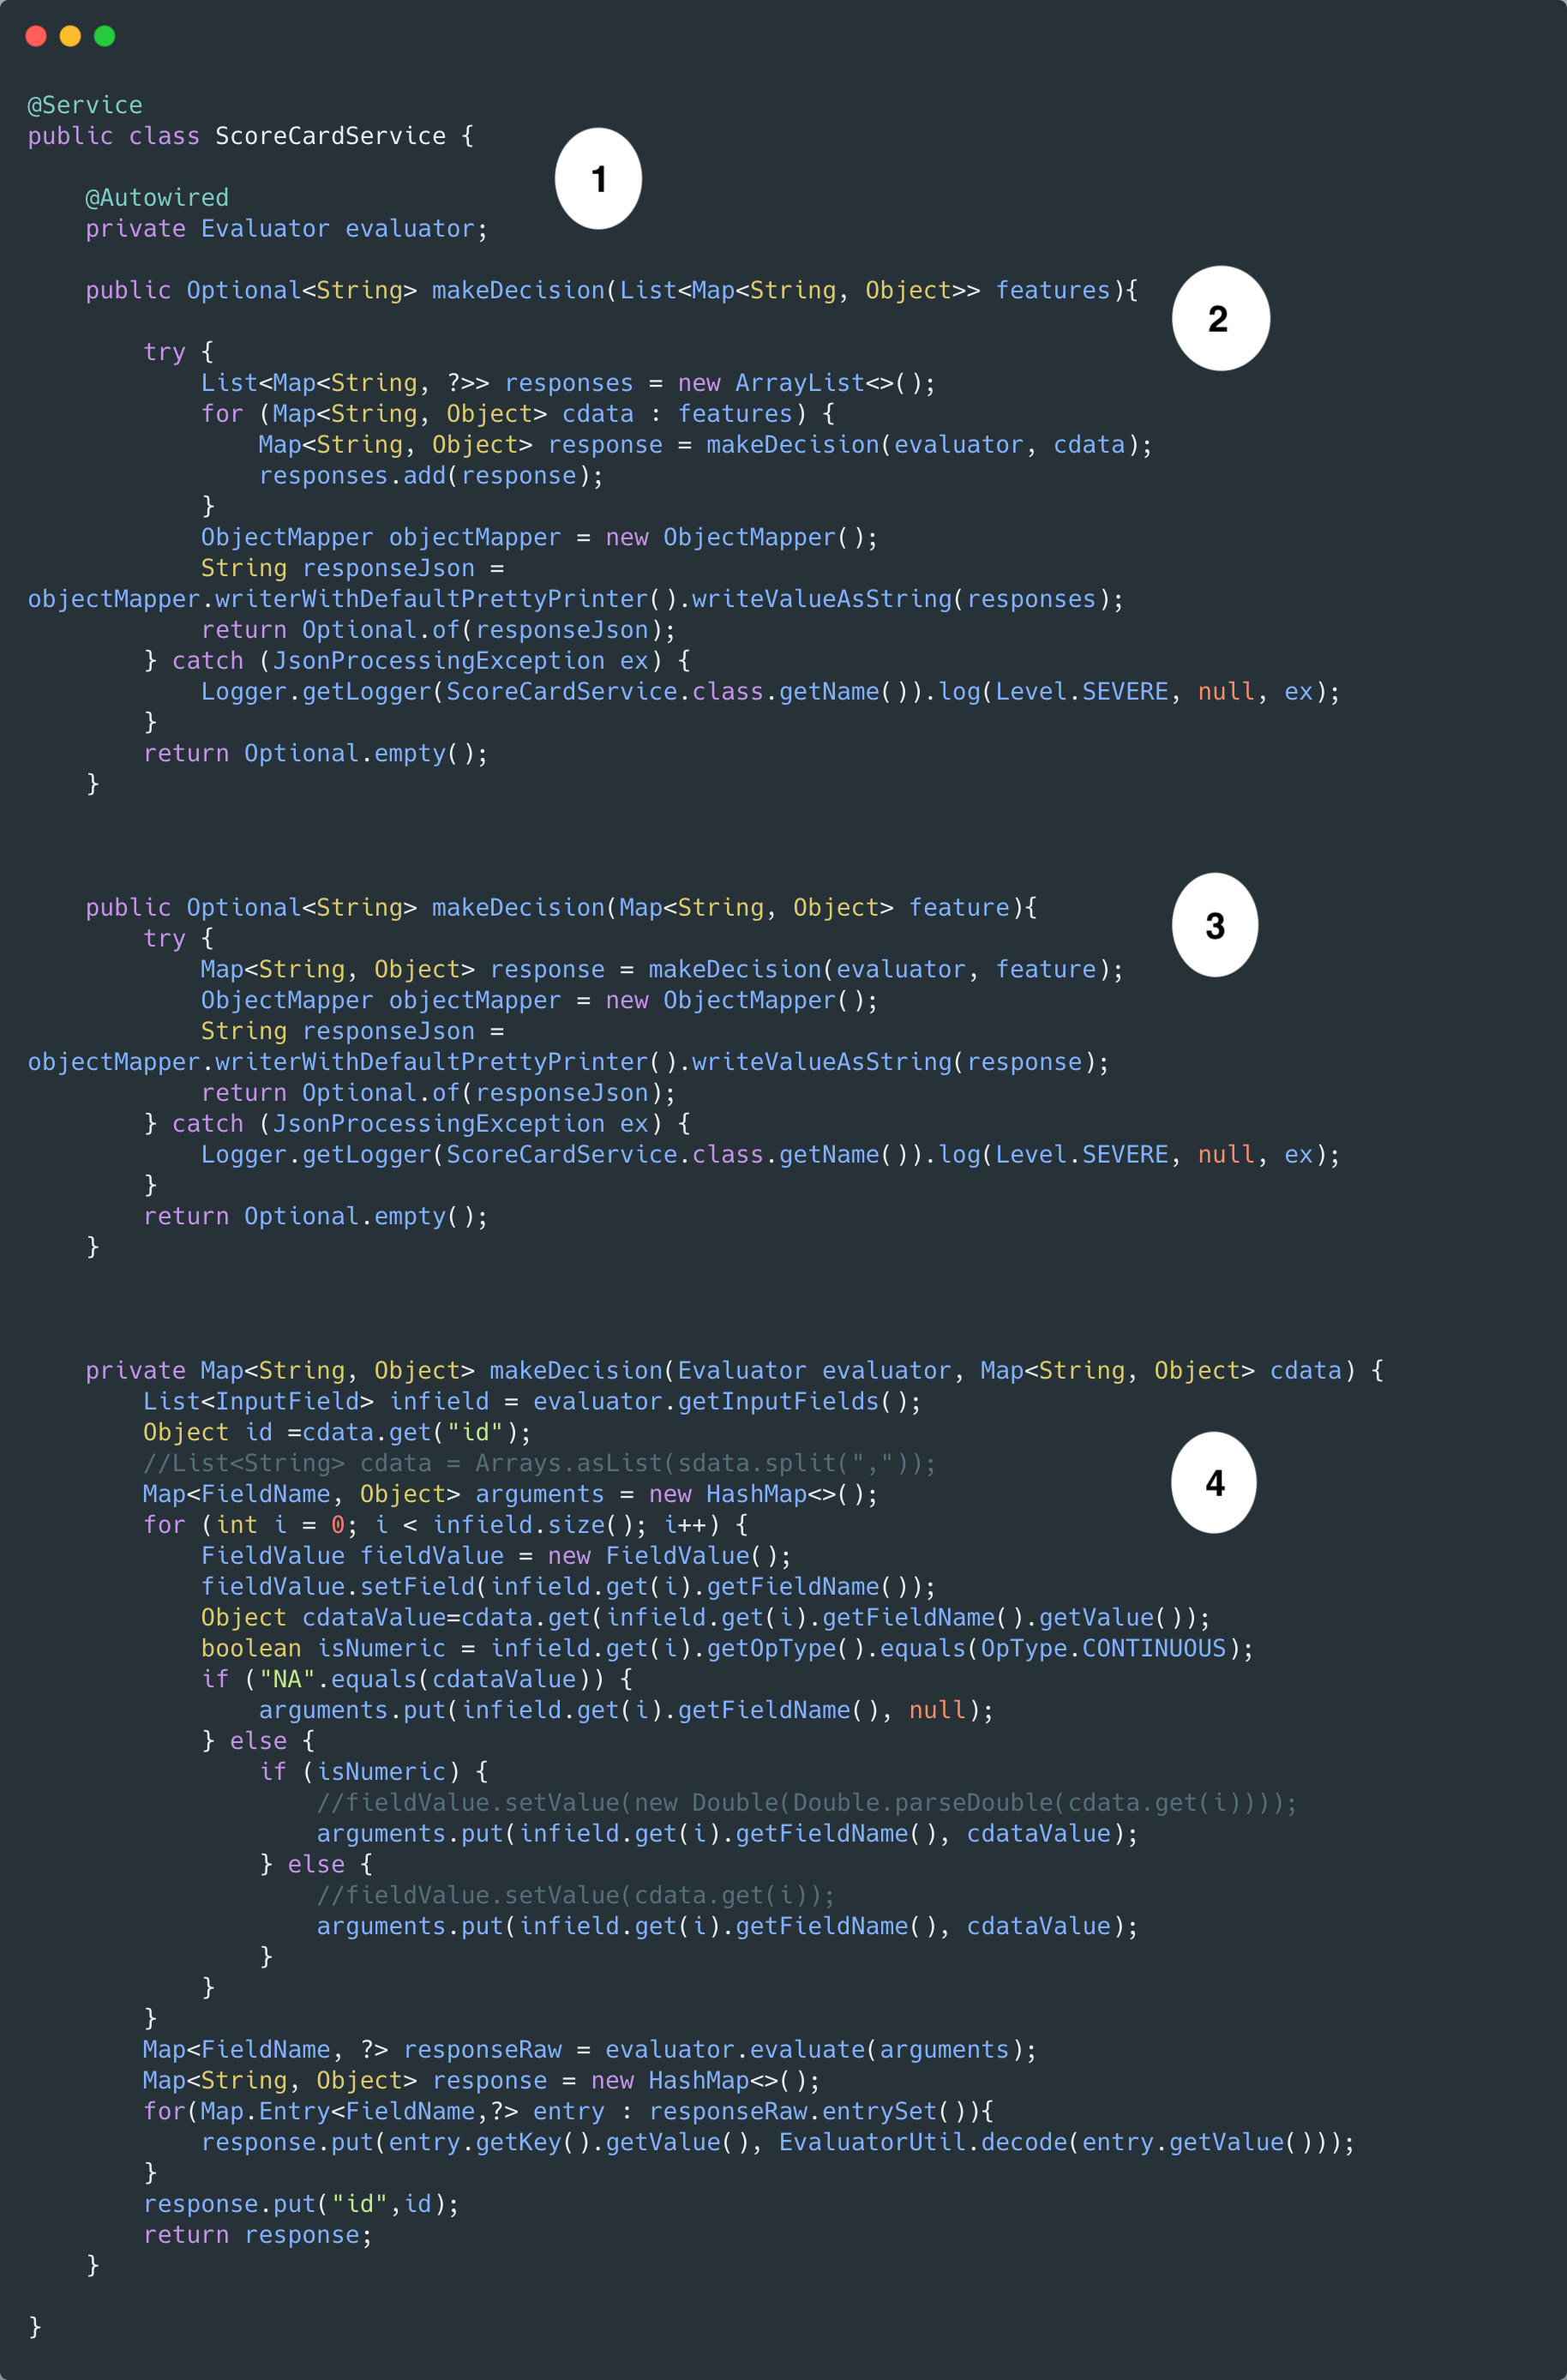 @Service
public class ScoreCardService {
1
    @Autowired
    private Evaluator evaluator;

    public Optional<String> makeDecision(List<Map<String, Object>> features){
2
        try {
            List<Map<String, ?>> responses = new ArrayList<>();
            for (Map<String, Object> cdata : features) {
                Map<String, Object> response = makeDecision(evaluator, cdata);
                responses.add(response);
            }
            ObjectMapper objectMapper = new ObjectMapper();
            String responseJson =
objectMapper.writerWithDefaultPrettyPrinter().writeValueAsString(responses);
            return Optional.of(responseJson);
        } catch (JsonProcessingException ex) {
            Logger.getLogger(ScoreCardService.class.getName()).log(Level.SEVERE, null, ex);
        }
        return Optional.empty();
    }

    public Optional<String> makeDecision(Map<String, Object> feature){
3
        try {
            Map<String, Object> response = makeDecision(evaluator, feature);
            ObjectMapper objectMapper = new ObjectMapper();
            String responseJson =
objectMapper.writerWithDefaultPrettyPrinter().writeValueAsString(response);
            return Optional.of(responseJson);
        } catch (JsonProcessingException ex) {
            Logger.getLogger(ScoreCardService.class.getName()).log(Level.SEVERE, null, ex);
        }
        return Optional.empty();
    }

    private Map<String, Object> makeDecision(Evaluator evaluator, Map<String, Object> cdata) {
        List<InputField> infield = evaluator.getInputFields();
        Object id =cdata.get("id");
        //List<String> cdata = Arrays.asList(sdata.split(","));
4
        Map<FieldName, Object> arguments = new HashMap<>();
        for (int i = 0; i < infield.size(); i++) {
            FieldValue fieldValue = new FieldValue();
            fieldValue.setField(infield.get(i).getFieldName());
            Object cdataValue=cdata.get(infield.get(i).getFieldName().getValue());
            boolean isNumeric = infield.get(i).getOpType().equals(OpType.CONTINUOUS);
            if ("NA".equals(cdataValue)) {
                arguments.put(infield.get(i).getFieldName(), null);
            } else {
                if (isNumeric) {
                    //fieldValue.setValue(new Double(Double.parseDouble(cdata.get(i))));
                    arguments.put(infield.get(i).getFieldName(), cdataValue);
                } else {
                    //fieldValue.setValue(cdata.get(i));
                    arguments.put(infield.get(i).getFieldName(), cdataValue);
                }
            }
        }
        Map<FieldName, ?> responseRaw = evaluator.evaluate(arguments);
        Map<String, Object> response = new HashMap<>();
        for(Map.Entry<FieldName,?> entry : responseRaw.entrySet()){
            response.put(entry.getKey().getValue(), EvaluatorUtil.decode(entry.getValue()));
        }
        response.put("id",id);
        return response;
    }

}